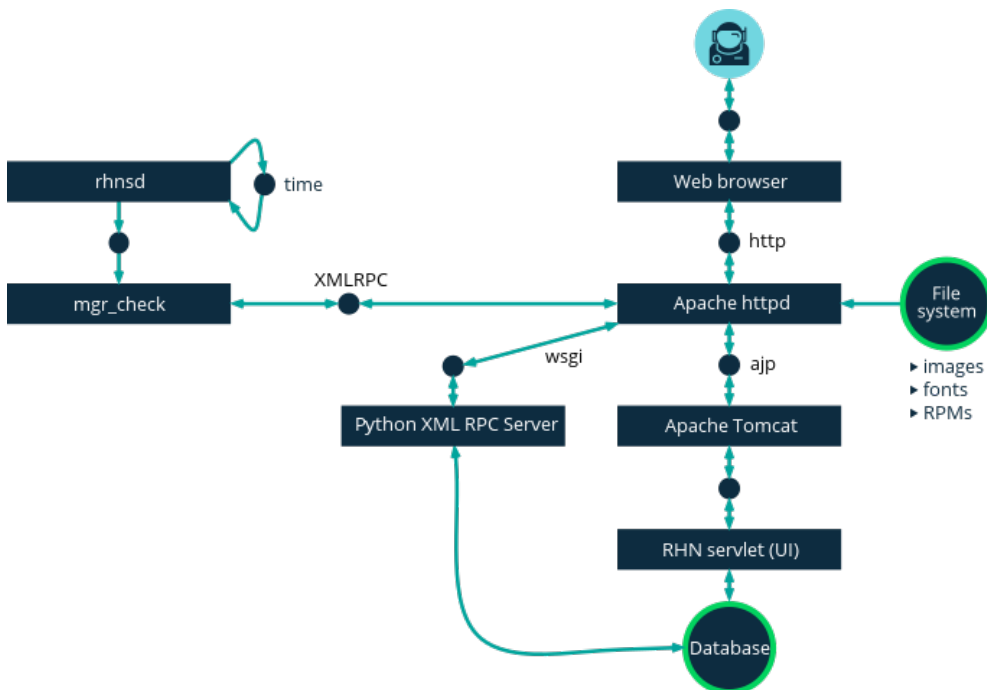 rhnsd
time
Web browser
http
XMLRPC
mgr_check
Apache httpd
File
system
wsgi
ajp
▸ images
▸ fonts
▸ RPMs
Python XML RPC Server
Apache Tomcat
RHN servlet (UI)
Database